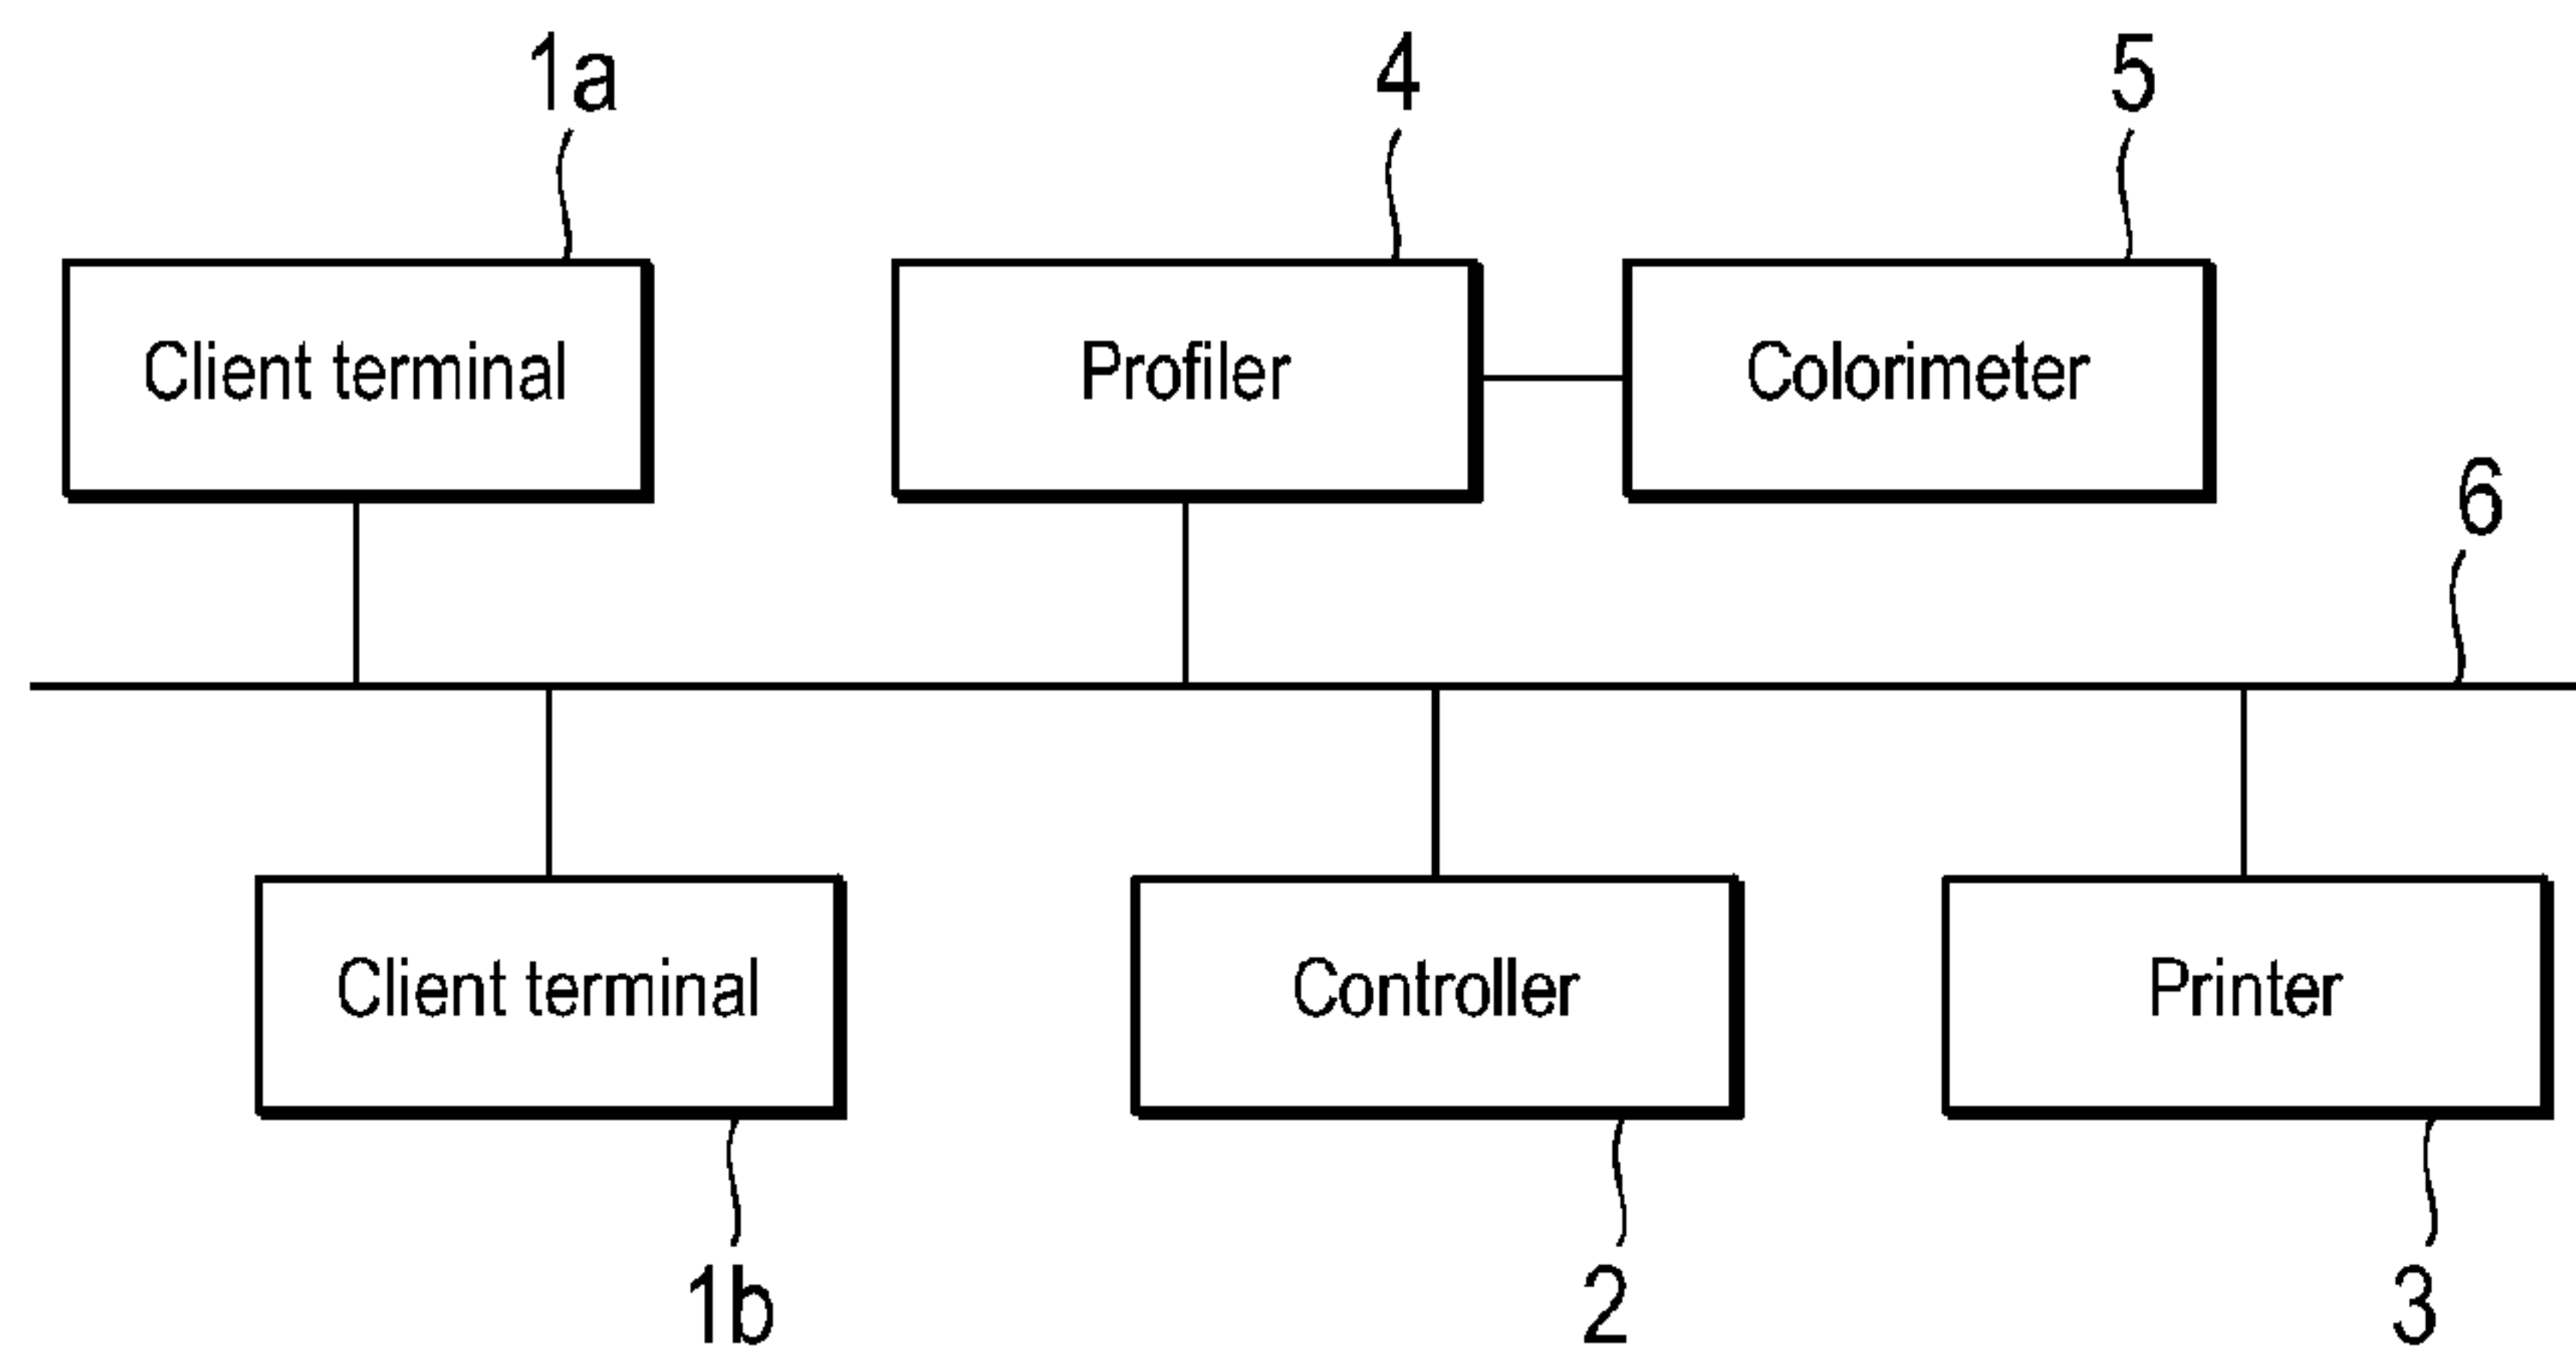 1a
4
5
Client terminal
Profiler
Colorimeter
6
Client terminal
Controller
Printer
1b
2
3